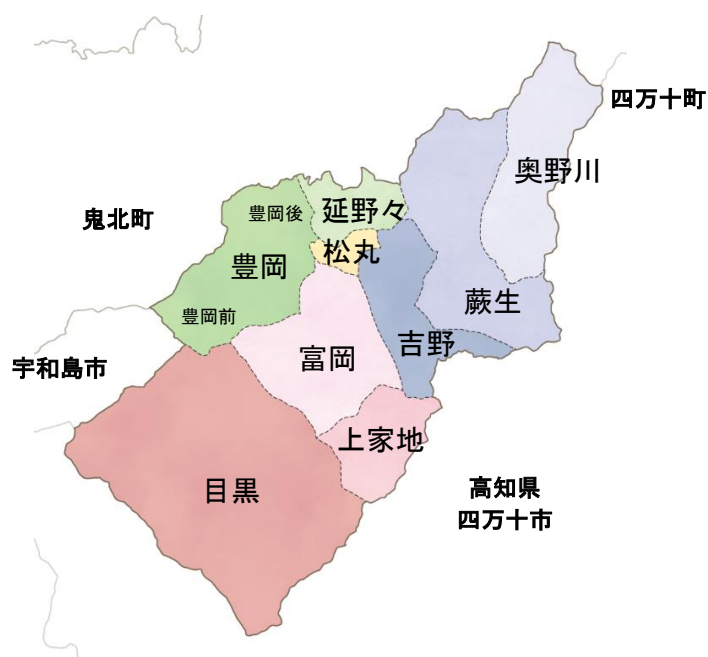 四万十町
奥野川
鬼北町
豊岡後
延野々
松丸
豊岡
蕨生
豊岡前
吉野
富岡
宇和島市
上家地
目黒
高知県
四万十市